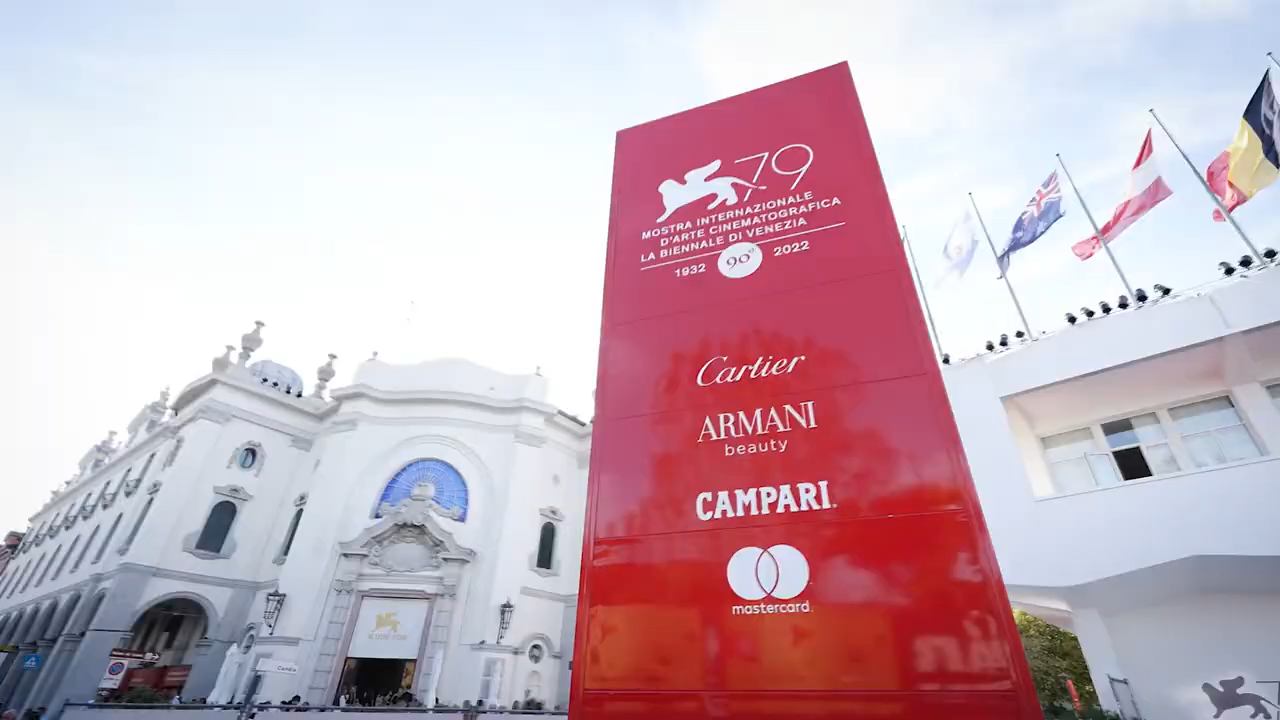 79
MOSTRA INTERNAZIONALE
D'ARTE CINEMATOGRAFICA
LA BIENNALE DI VENEZIA
1932 90° 2022
Cartier
ARMANI
beauty
CAMPARI
mastercard